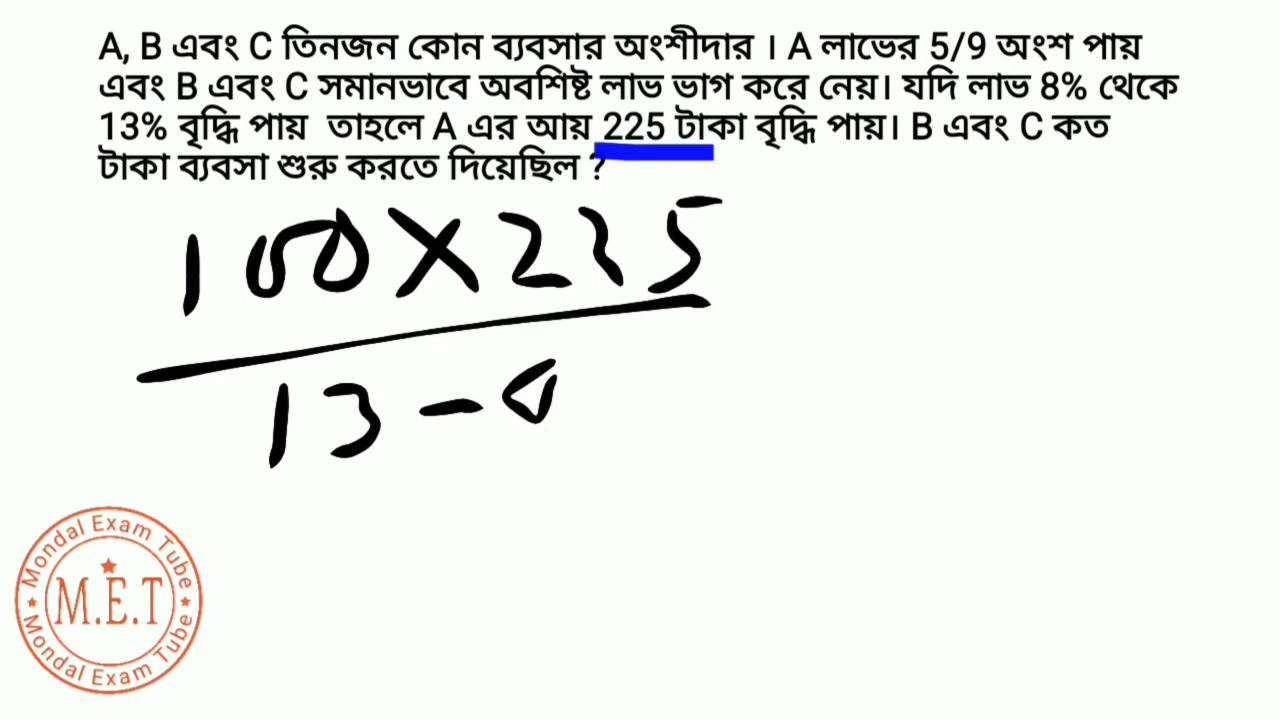 A, B এবং C তিনজন কোন ব্যবসার অংশীদার । A লাভের 5/9 অংশ পায়
এবং B এবং C সমানভাবে অবশিষ্ট লাভ ভাগ করে নেয়। যদি লাভ 8% থেকে
13% বৃদ্ধি পায় তাহলে A এর আয় 225 টাকা বৃদ্ধি পায়। B এবং C কত
টাকা ব্যবসা শুরু করতে দিয়েছিল ?
100 X 225
13 - 8
Mondal Exam Tube
M.E.T
Mondal Exam Tube